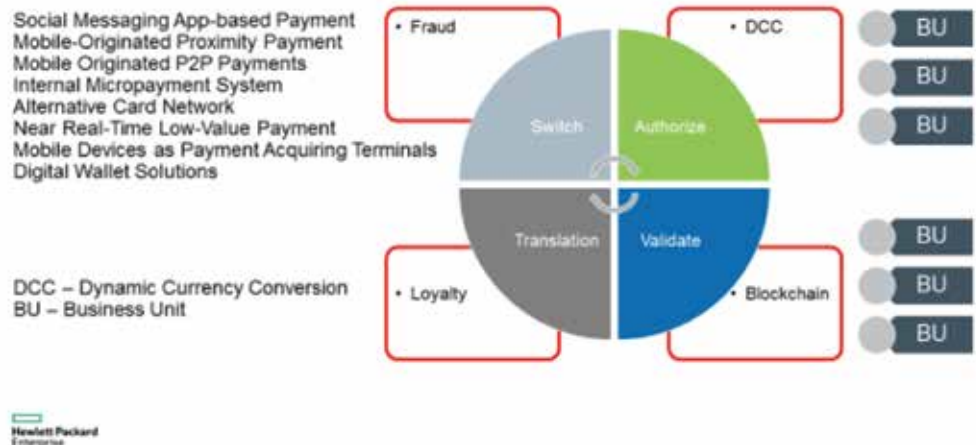 Social Messaging App-based Payment
Mobile-Originated Proximity Payment
Mobile Originated P2P Payments
Internal Micropayment System
Alternative Card Network
Near Real-Time Low-Value Payment
Mobile Devices as Payment Acquiring Terminals
Digital Wallet Solutions
• Fraud
• DCC
Switch
Authorize
BU
BU
BU
Translation
Validate
DCC – Dynamic Currency Conversion
BU – Business Unit
• Loyalty
• Blockchain
BU
BU
BU
Hewlett Packard
Enterprise